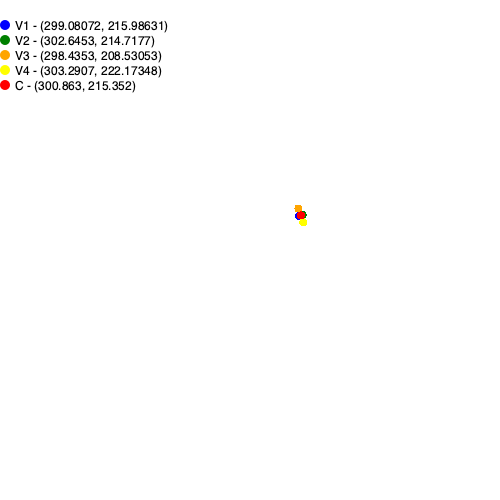 V1 - (299.08072, 215.98631)
V2 - (302.6453, 214.7177)
V3 - (298.4353, 208.53053)
V4 - (303.2907, 222.17348)
C - (300.863, 215.352)